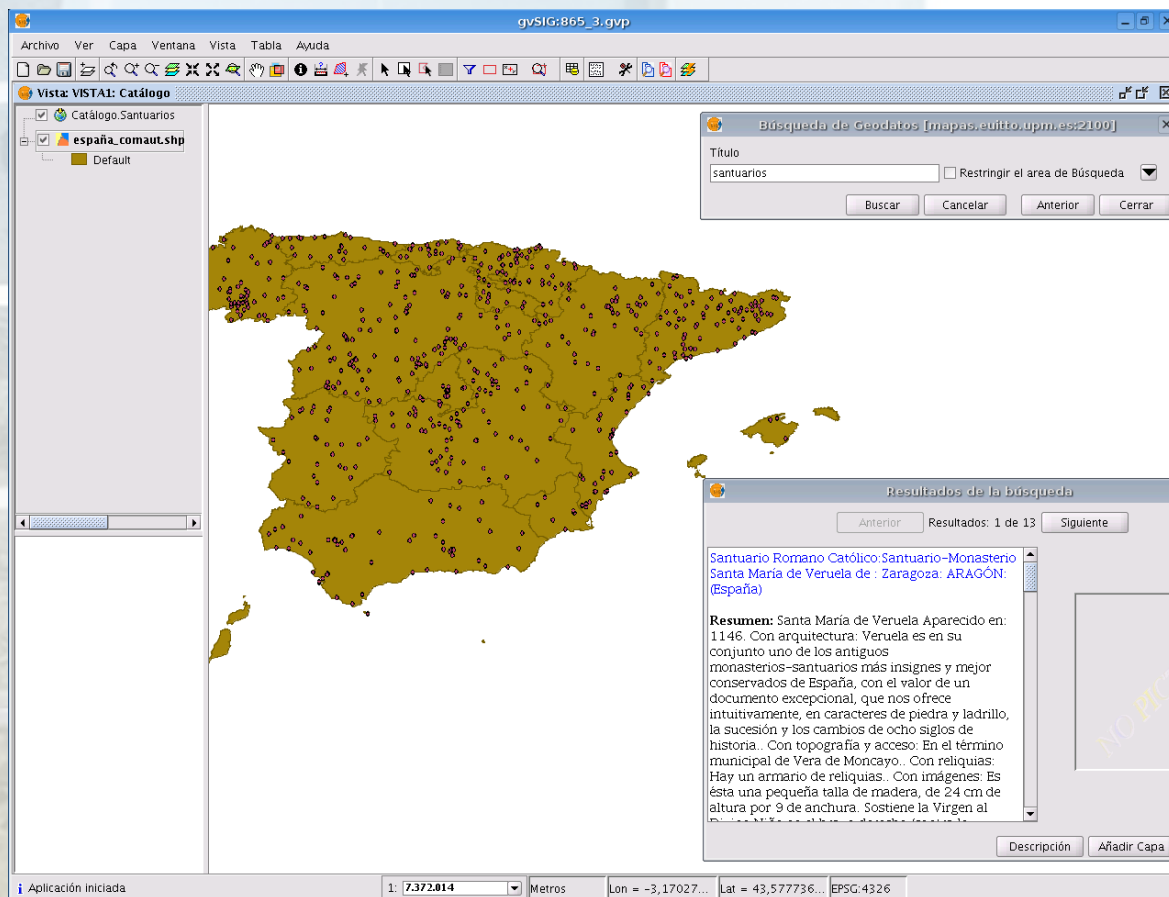 gvSIG:865_3.gvp
Archivo Ver Capa Ventana Vista Tabla Ayuda
Vista: VISTA1: Catálogo
Catálogo.Santuarios
españa_comaut.shp
Default
Búsqueda de Geodatos [mapas.euitto.upm.es:2100]
Título
santuarios
Restringir el area de Búsqueda
Buscar Cancelar Anterior Cerrar
Resultados de la búsqueda
Anterior Resultados: 1 de 13 Siguiente
Santuario Romano Católico:Santuario-Monasterio
Santa María de Veruela de : Zaragoza: ARAGÓN:
(España)
Resumen: Santa María de Veruela Aparecido en:
1146. Con arquitectura: Veruela es en su
conjunto uno de los antiguos
monasterios-santuarios más insignes y mejor
conservados de España, con el valor de un
documento excepcional, que nos ofrece
intuitivamente, en caracteres de piedra y ladrillo,
la sucesión y los cambios de ocho siglos de
historia.. Con topografía y acceso: En el término
municipal de Vera de Moncayo.. Con reliquias:
Hay un armario de reliquias.. Con imágenes: Es
ésta una pequeña talla de madera, de 24 cm de
altura por 9 de anchura. Sostiene la Virgen al
NO
Descripción Añadir Capa
Aplicación iniciada
1: 7.372.014 Metros Lon = -3,17027... Lat = 43,577736... EPSG:4326